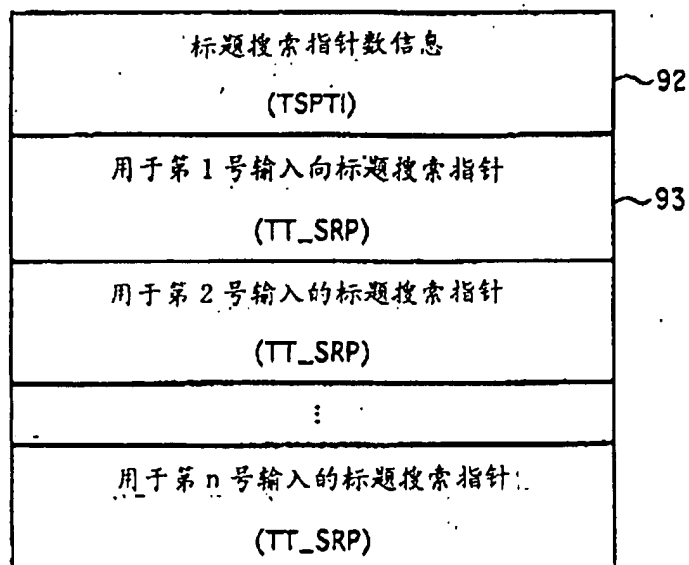 标题搜索指针数信息
(TSPTI)
92
用于第1号输入向标题搜索指针
(TT_SRP)
93
用于第2号输入的标题搜索指针
(TT_SRP)
⋮
用于第n号输入的标题搜索指针
(TT_SRP)